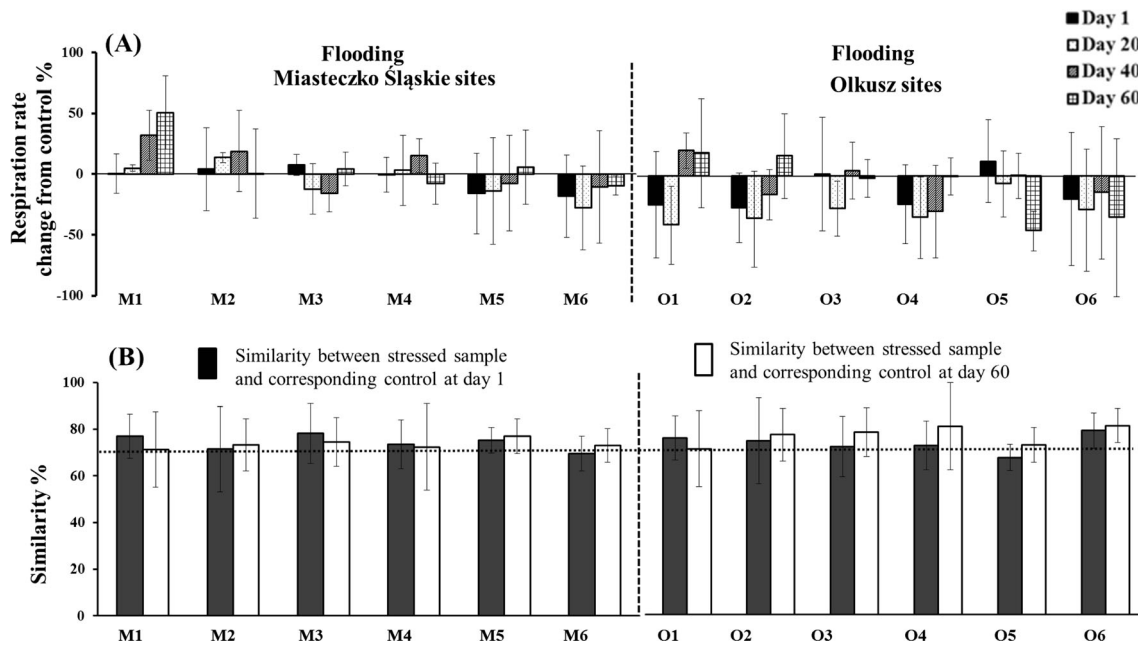 (A)
Flooding
Miasteczko Śląskie sites
Flooding
Olkusz sites
Day 1
Day 20
Day 40
Day 60
Respiration rate
change from control %
100
50
0
-50
-100
M1 M2 M3 M4 M5 M6 O1 O2 O3 O4 O5 O6
(B)
Similarity between stressed sample
and corresponding control at day 1
Similarity between stressed sample
and corresponding control at day 60
Similarity %
100
80
60
40
20
0
M1 M2 M3 M4 M5 M6 O1 O2 O3 O4 O5 O6